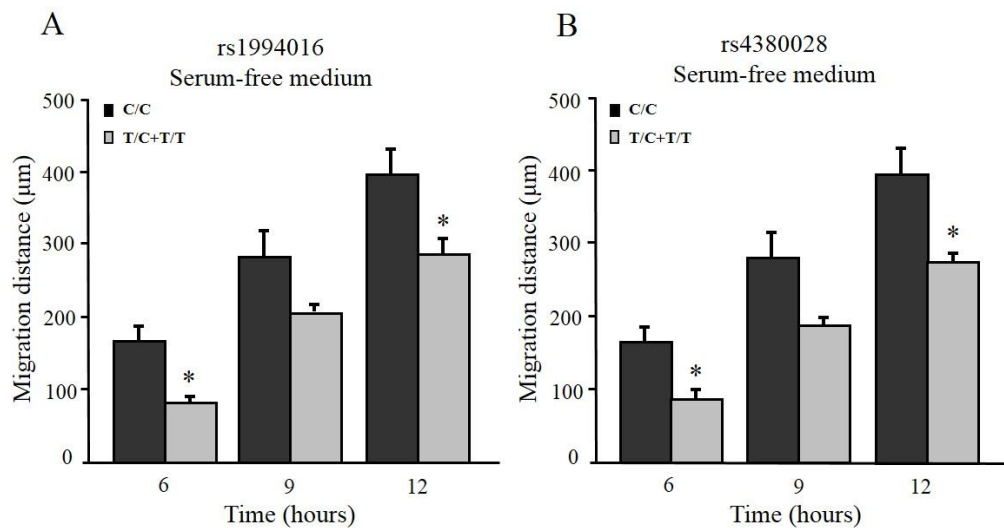 A
rs1994016
Serum-free medium
C/C
T/C+T/T
Migration distance (μm)
500
400
300
200
100
0
*
*
6
9
12
Time (hours)
B
rs4380028
Serum-free medium
C/C
T/C+T/T
Migration distance (μm)
500
400
300
200
100
0
*
*
6
9
12
Time (hours)